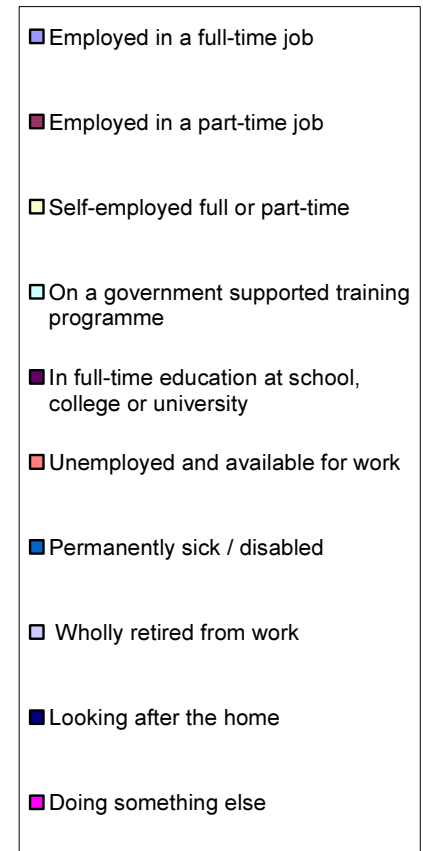 Employed in a full-time job
Employed in a part-time job
Self-employed full or part-time
On a government supported training
programme
In full-time education at school,
college or university
Unemployed and available for work
Permanently sick / disabled
Wholly retired from work
Looking after the home
Doing something else